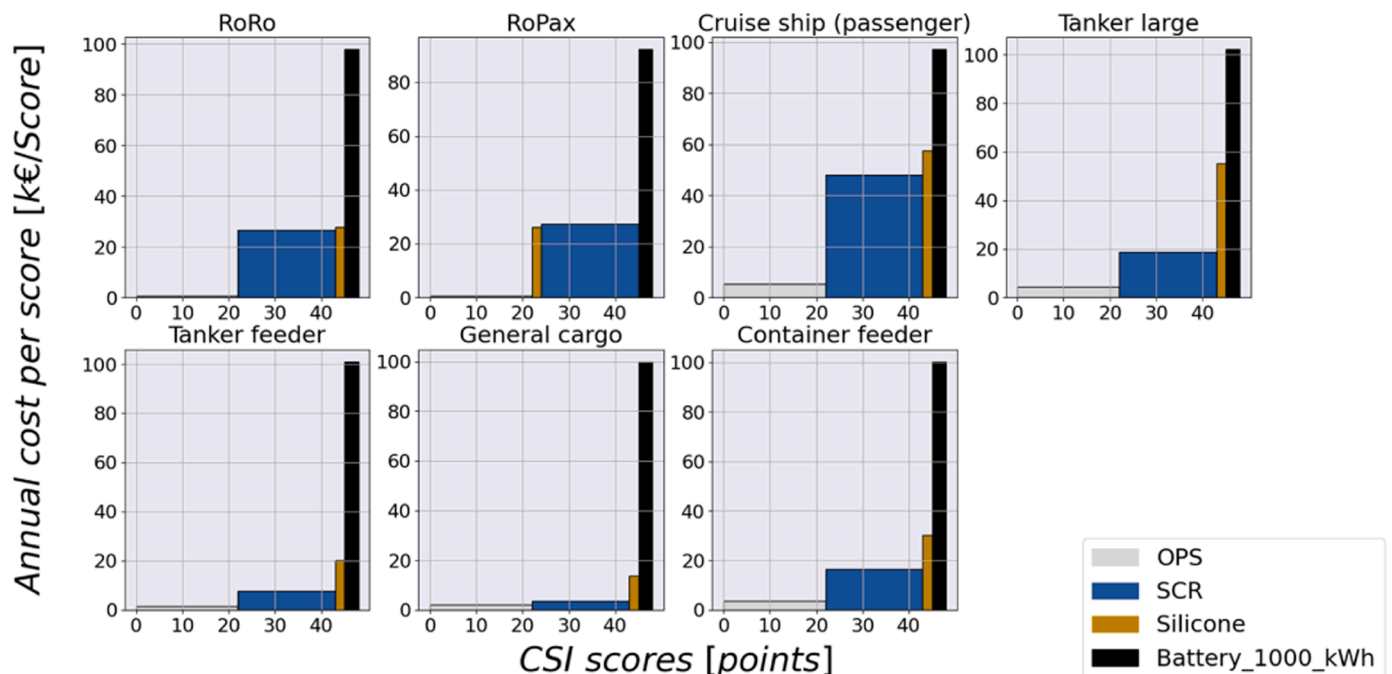 RoRo
RoPax
Cruise ship (passenger)
Tanker large
Annual cost per score [k€/Score]
100
80
60
40
20
0
0 10 20 30 40
80
60
40
20
0
0 10 20 30 40
100
80
60
40
20
0
0 10 20 30 40
100
80
60
40
20
0
0 10 20 30 40
Tanker feeder
General cargo
Container feeder
100
80
60
40
20
0
0 10 20 30 40
100
80
60
40
20
0
0 10 20 30 40
100
80
60
40
20
0
0 10 20 30 40
CSI scores [points]
OPS
SCR
Silicone
Battery_1000_kWh